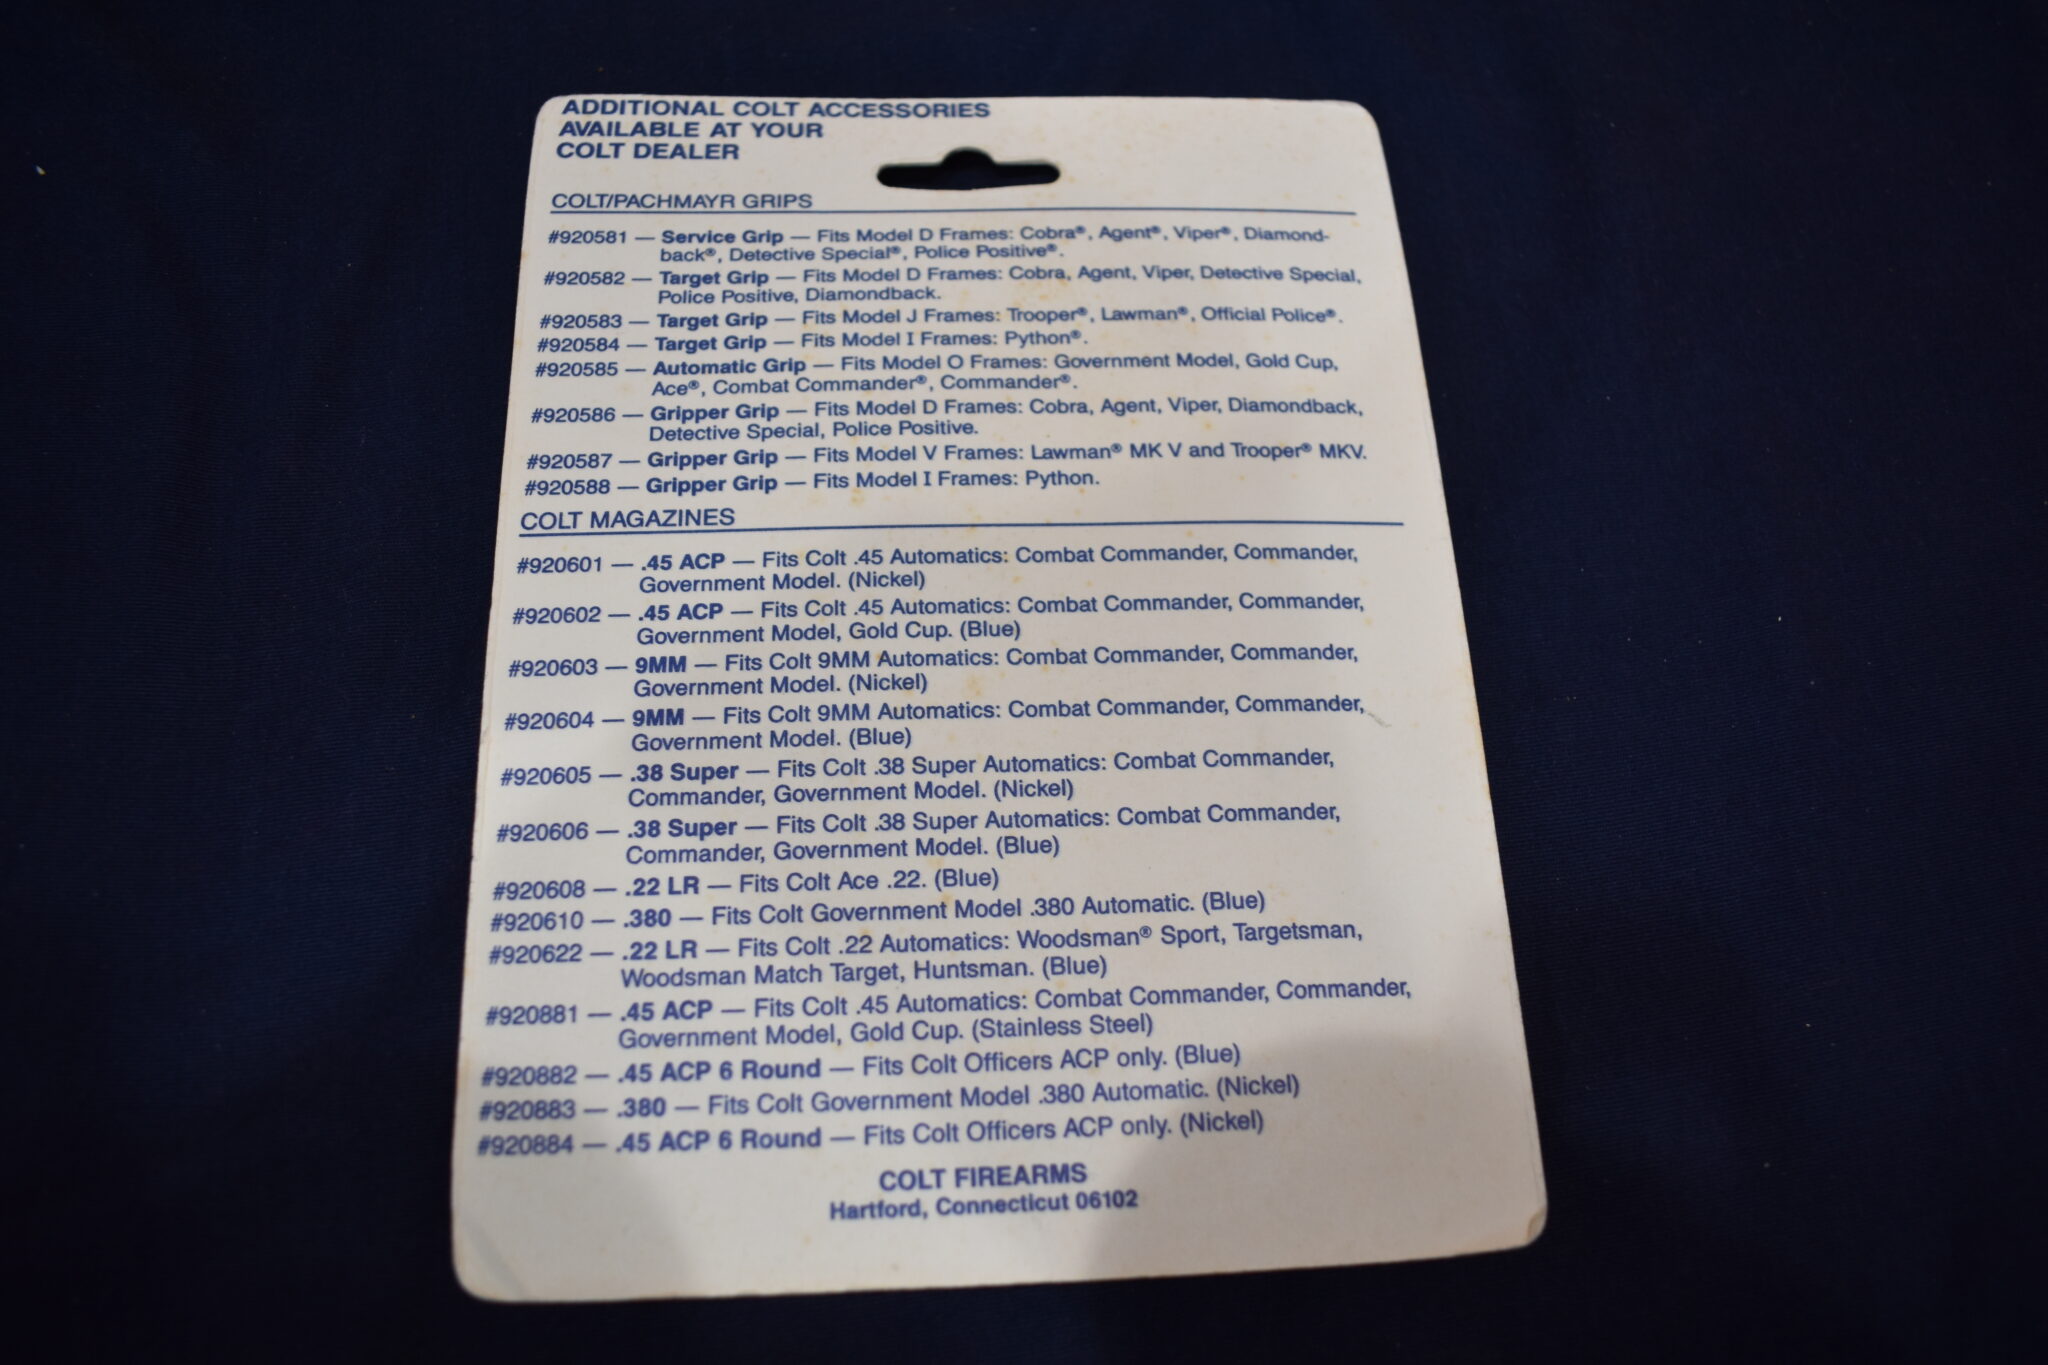 ADDITIONAL COLT ACCESSORIES
AVAILABLE AT YOUR
COLT DEALER
COLT/PACHMAYR GRIPS
#920581 — Service Grip — Fits Model D Frames: Cobra®, Agent®, Viper®, Diamond-
back®, Detective Special®, Police Positive®.
#920582 — Target Grip — Fits Model D Frames: Cobra, Agent, Viper, Detective Special,
Police Positive, Diamondback.
#920583 — Target Grip — Fits Model J Frames: Trooper®, Lawman®, Official Police®.
#920584 — Target Grip — Fits Model I Frames: Python®.
#920585 — Automatic Grip — Fits Model O Frames: Government Model, Gold Cup,
Ace®, Combat Commander®, Commander®.
#920586 — Gripper Grip — Fits Model D Frames: Cobra, Agent, Viper, Diamondback,
Detective Special, Police Positive.
#920587 — Gripper Grip — Fits Model V Frames: Lawman® MK V and Trooper® MKV.
#920588 — Gripper Grip — Fits Model I Frames: Python.
COLT MAGAZINES
#920601 — .45 ACP — Fits Colt .45 Automatics: Combat Commander, Commander,
Government Model. (Nickel)
#920602 — .45 ACP — Fits Colt .45 Automatics: Combat Commander, Commander,
Government Model, Gold Cup. (Blue)
#920603 — 9MM — Fits Colt 9MM Automatics: Combat Commander, Commander,
Government Model. (Nickel)
#920604 — 9MM — Fits Colt 9MM Automatics: Combat Commander, Commander,
Government Model. (Blue)
#920605 — .38 Super — Fits Colt .38 Super Automatics: Combat Commander,
Commander, Government Model. (Nickel)
#920606 — .38 Super — Fits Colt .38 Super Automatics: Combat Commander,
Commander, Government Model. (Blue)
#920608 — .22 LR — Fits Colt Ace .22. (Blue)
#920610 — .380 — Fits Colt Government Model .380 Automatic. (Blue)
#920622 — .22 LR — Fits Colt .22 Automatics: Woodsman® Sport, Targetsman,
Woodsman Match Target, Huntsman. (Blue)
#920881 — .45 ACP — Fits Colt .45 Automatics: Combat Commander, Commander,
Government Model, Gold Cup. (Stainless Steel)
#920882 — .45 ACP 6 Round — Fits Colt Officers ACP only. (Blue)
#920883 — .380 — Fits Colt Government Model .380 Automatic. (Nickel)
#920884 — .45 ACP 6 Round — Fits Colt Officers ACP only. (Nickel)
COLT FIREARMS
Hartford, Connecticut 06102